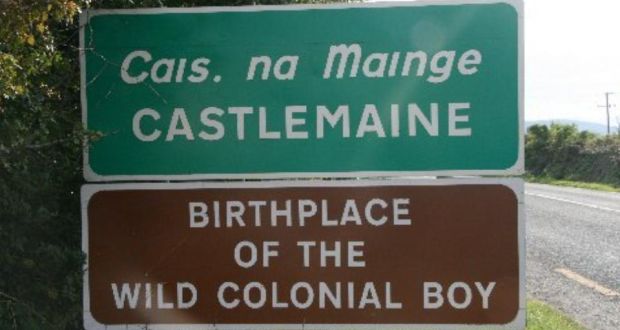 Cais. na Mainge
CASTLEMAINE
BIRTHPLACE
OF THE
WILD COLONIAL BOY